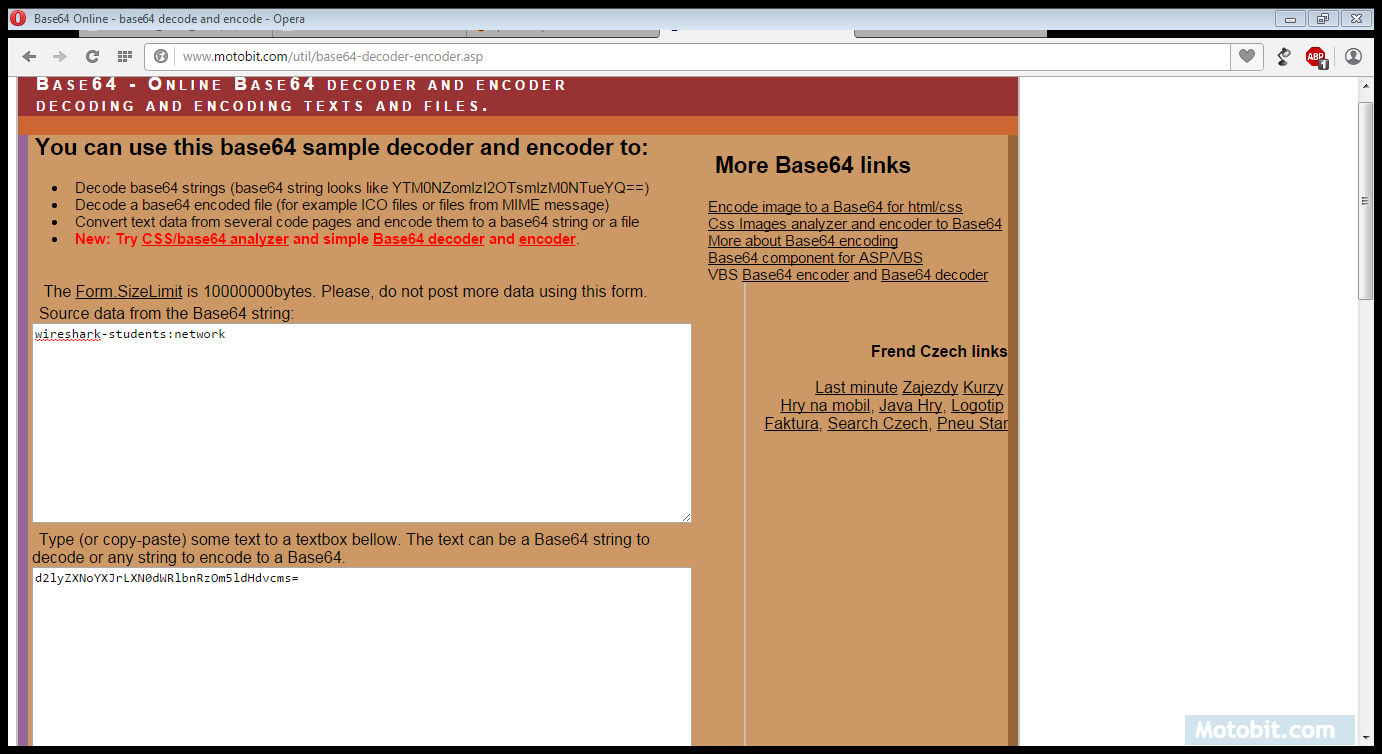 Base64 Online - base64 decode and encode - Opera
www.motobit.com/util/base64-decoder-encoder.asp
ABP
1
Base64 - Online Base64 decoder and encoder
decoding and encoding texts and files.
You can use this base64 sample decoder and encoder to:
Decode base64 strings (base64 string looks like YTM0NZomIzI2OTsmIzM0NTueYQ==)
Decode a base64 encoded file (for example ICO files or files from MIME message)
Convert text data from several code pages and encode them to a base64 string or a file
New: Try CSS/base64 analyzer and simple Base64 decoder and encoder.
The Form.SizeLimit is 10000000bytes. Please, do not post more data using this form.
Source data from the Base64 string:
wireshark-students:network
Type (or copy-paste) some text to a textbox bellow. The text can be a Base64 string to
decode or any string to encode to a Base64.
d2lyZXNoYXJrLXN0dWRlbnRzOm5ldHdvcms=
More Base64 links
Encode image to a Base64 for html/css
Css Images analyzer and encoder to Base64
More about Base64 encoding
Base64 component for ASP/VBS
VBS Base64 encoder and Base64 decoder
Frend Czech links
Last minute Zajezdy Kurzy
Hry na mobil, Java Hry, Logotip
Faktura, Search Czech, Pneu Star
Motobit.com